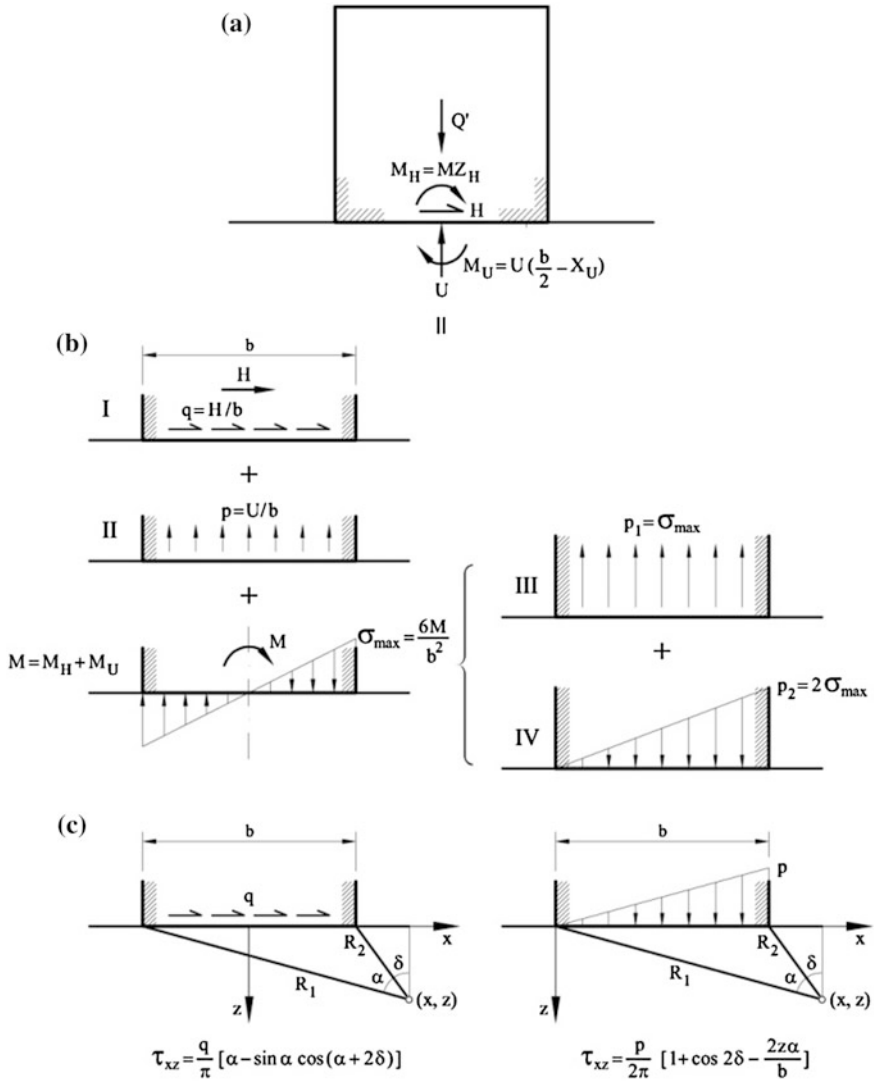 (a)
Q'
M_H=MZ_H
H
M_U=U(b/2-X_U)
U
=
(b)
b
H
I
q=H/b
+
II
p=U/b
p₁=σ_max
III
+
M
σ_max=6M/b²
M=M_H+M_U
+
p₂=2σ_max
IV
(c)
b
b
q
p
x
x
R₂
R₂
δ
δ
α
α
R₁
R₁
(x, z)
(x, z)
z
z
τ_xz=q/π [α-sin α cos(α+2δ)]
τ_xz=p/2π [1+cos 2δ-2zα/b]